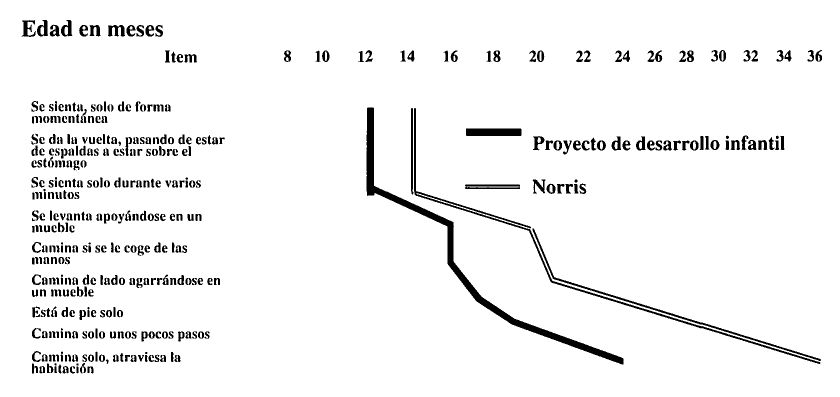 Edad en meses
Item 8 10 12 14 16 18 20 22 24 26 28 30 32 34 36
Se sienta, solo de forma
momentánea
Se da la vuelta, pasando de estar
de espaldas a estar sobre el
estómago
Se sienta solo durante varios
minutos
Se levanta apoyándose en un
mueble
Camina si se le coge de las
manos
Camina de lado agarrándose en
un mueble
Está de pie solo
Camina solo unos pocos pasos
Camina solo, atraviesa la
habitación
Proyecto de desarrollo infantil
Norris